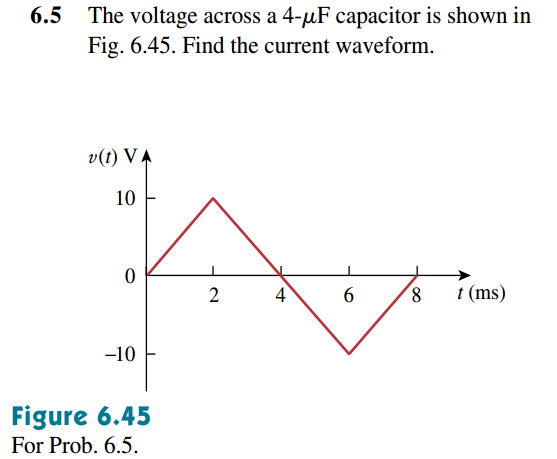 6.5 The voltage across a 4-μF capacitor is shown in
Fig. 6.45. Find the current waveform.
v(t) V
10
0
2 4 6 8 t (ms)
–10
Figure 6.45
For Prob. 6.5.